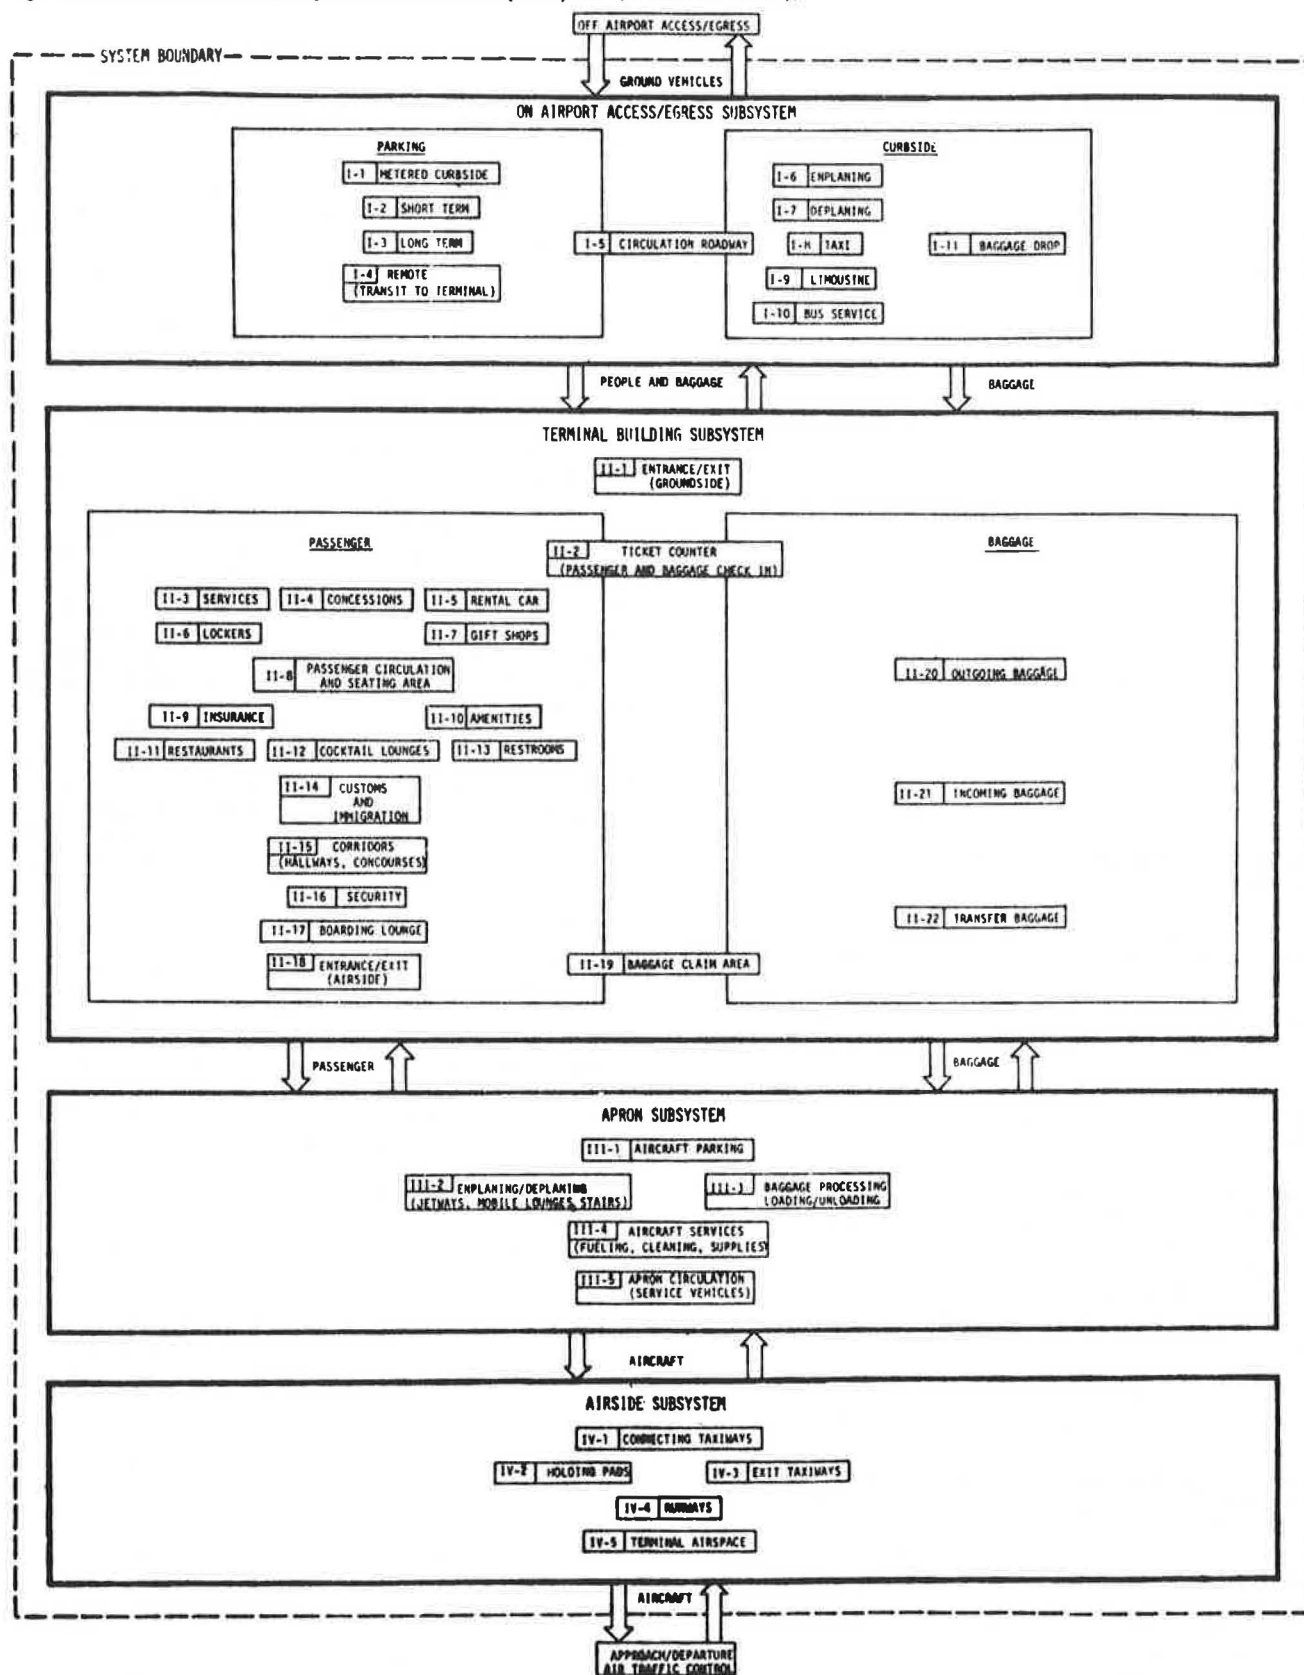 OFF AIRPORT ACCESS/EGRESS
SYSTEM BOUNDARY
GROUND VEHICLES
ON AIRPORT ACCESS/EGRESS SUBSYSTEM
PARKING
I-1 METERED CURBSIDE
I-2 SHORT TERM
I-3 LONG TERM
I-4 REMOTE
(TRANSIT TO TERMINAL)
I-5 CIRCULATION ROADWAY
CURBSIDE
I-6 ENPLANING
I-7 DEPLANING
I-8 TAXI
I-9 LIMOUSINE
I-10 BUS SERVICE
I-11 BAGGAGE DROP
PEOPLE AND BAGGAGE
BAGGAGE
TERMINAL BUILDING SUBSYSTEM
II-1 ENTRANCE/EXIT
(GROUNDSIDE)
PASSENGER
II-2 TICKET COUNTER
(PASSENGER AND BAGGAGE CHECK IN)
BAGGAGE
II-3 SERVICES
II-4 CONCESSIONS
II-5 RENTAL CAR
II-6 LOCKERS
II-7 GIFT SHOPS
II-8 PASSENGER CIRCULATION
AND SEATING AREA
II-9 INSURANCE
II-10 AMENITIES
II-11 RESTAURANTS
II-12 COCKTAIL LOUNGES
II-13 RESTROOMS
II-14 CUSTOMS
AND
IMMIGRATION
II-15 CORRIDORS
(HALLWAYS, CONCOURSES)
II-16 SECURITY
II-17 BOARDING LOUNGE
II-18 ENTRANCE/EXIT
(AIRSIDE)
II-19 BAGGAGE CLAIM AREA
II-20 OUTGOING BAGGAGE
II-21 INCOMING BAGGAGE
II-22 TRANSFER BAGGAGE
PASSENGER
BAGGAGE
APRON SUBSYSTEM
III-1 AIRCRAFT PARKING
III-2 ENPLANING/DEPLANING
(JETWAYS, MOBILE LOUNGES, STAIRS)
III-3 BAGGAGE PROCESSING
LOADING/UNLOADING
III-4 AIRCRAFT SERVICES
(FUELING, CLEANING, SUPPLIES)
III-5 APRON CIRCULATION
(SERVICE VEHICLES)
AIRCRAFT
AIRSIDE SUBSYSTEM
IV-1 CONNECTING TAXIWAYS
IV-2 HOLDING PADS
IV-3 EXIT TAXIWAYS
IV-4 RUNWAYS
IV-5 TERMINAL AIRSPACE
AIRCRAFT
APPROACH/DEPARTURE
AIR TRAFFIC CONTROL